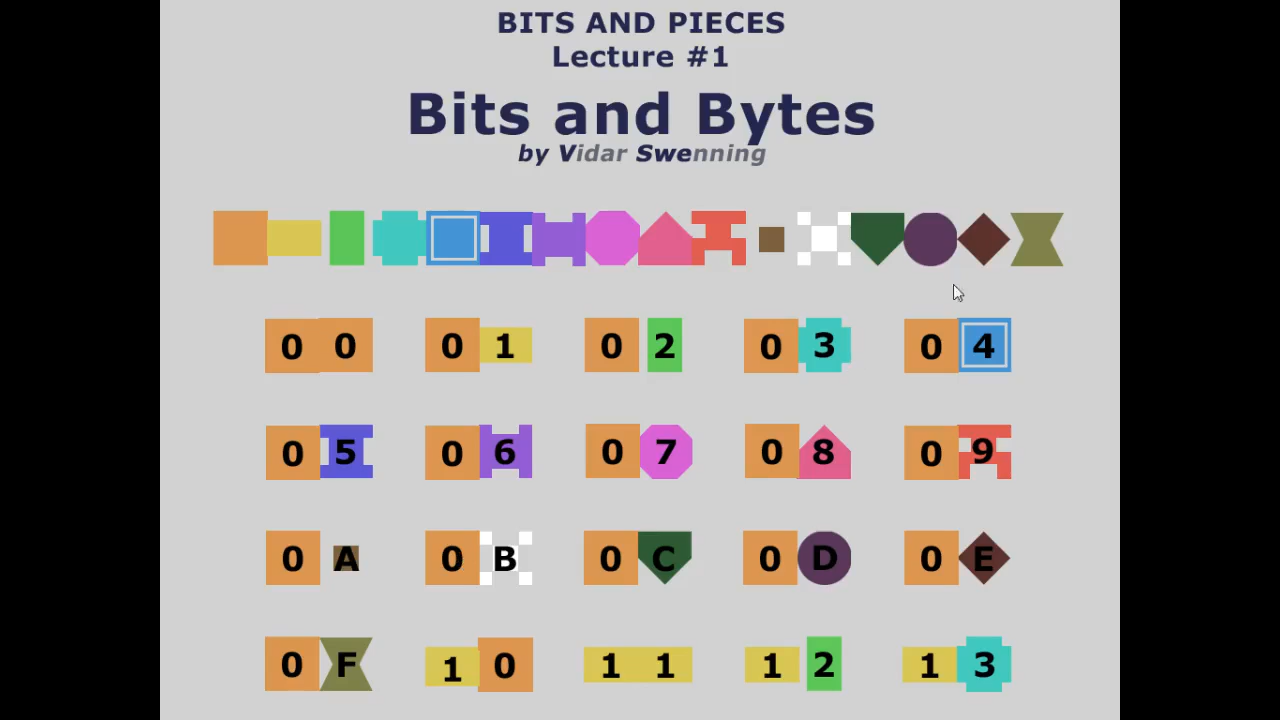 BITS AND PIECES
Lecture #1
Bits and Bytes
by Vidar Swenning
0 0 0 1 0 2 0 3 0 4
0 5 0 6 0 7 0 8 0 9
0 A 0 B 0 C 0 D 0 E
0 F 1 0 1 1 1 2 1 3